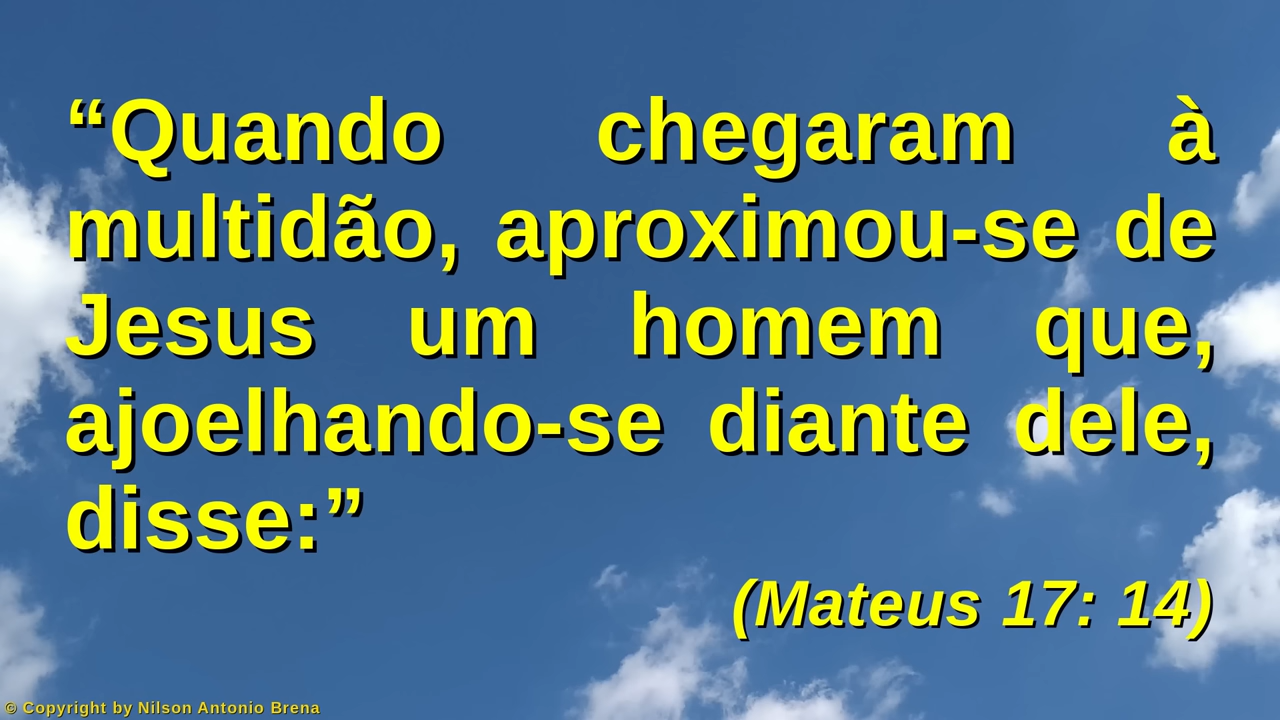 “Quando chegaram à
multidão, aproximou-se de
Jesus um homem que,
ajoelhando-se diante dele,
disse:”
(Mateus 17: 14)
© Copyright by Nilson Antonio Brena